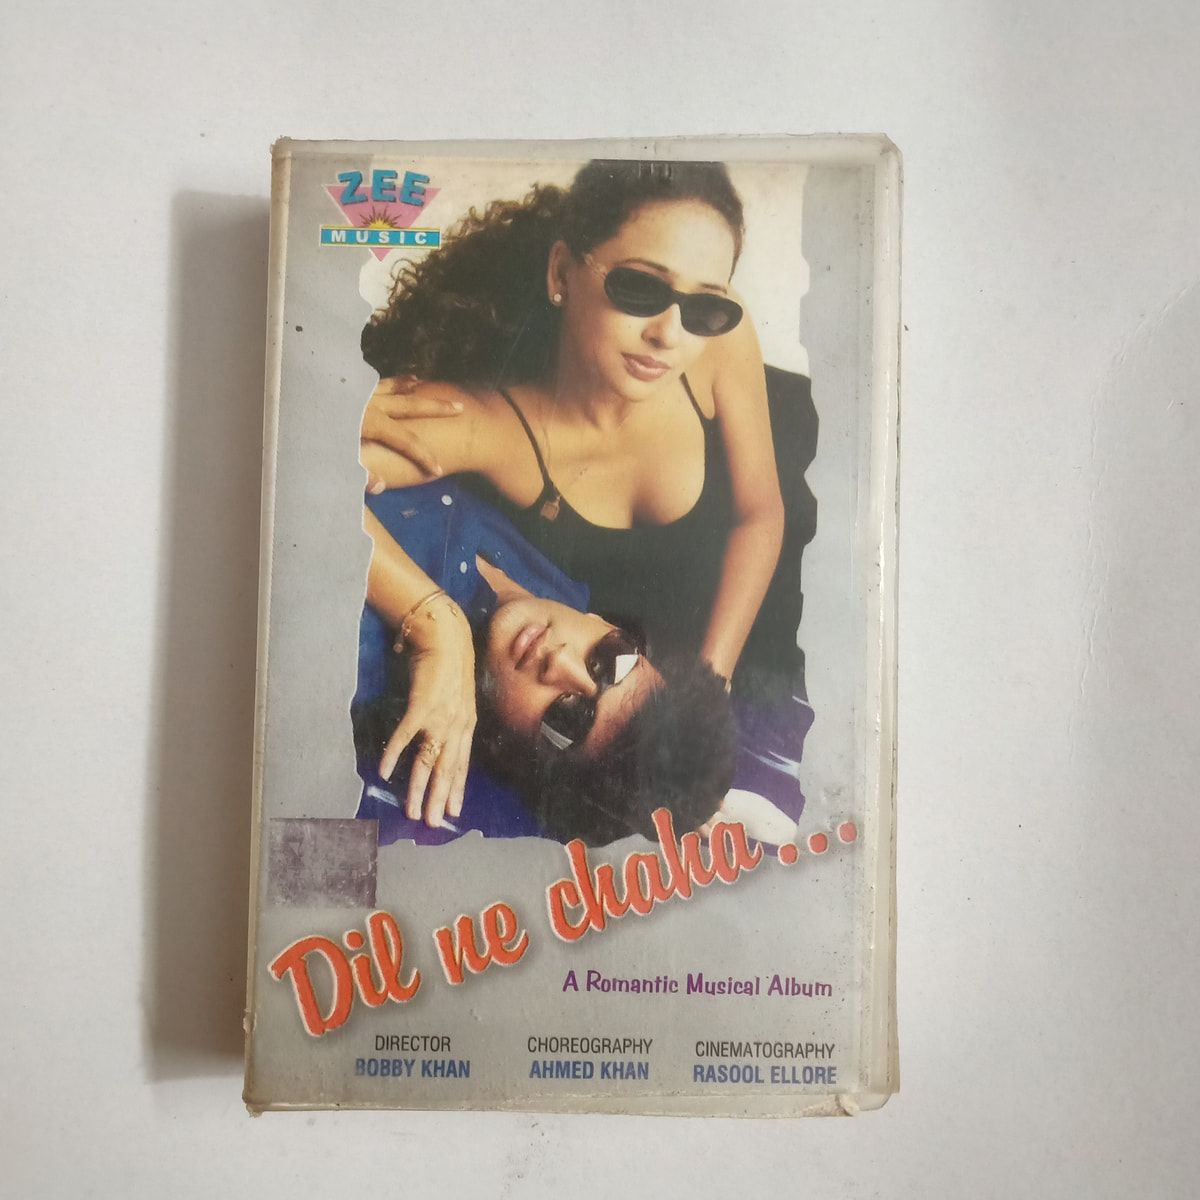 ZEE
MUSIC
Dil ne chaha...
A Romantic Musical Album
DIRECTOR
BOBBY KHAN
CHOREOGRAPHY
AHMED KHAN
CINEMATOGRAPHY
RASOOL ELLORE